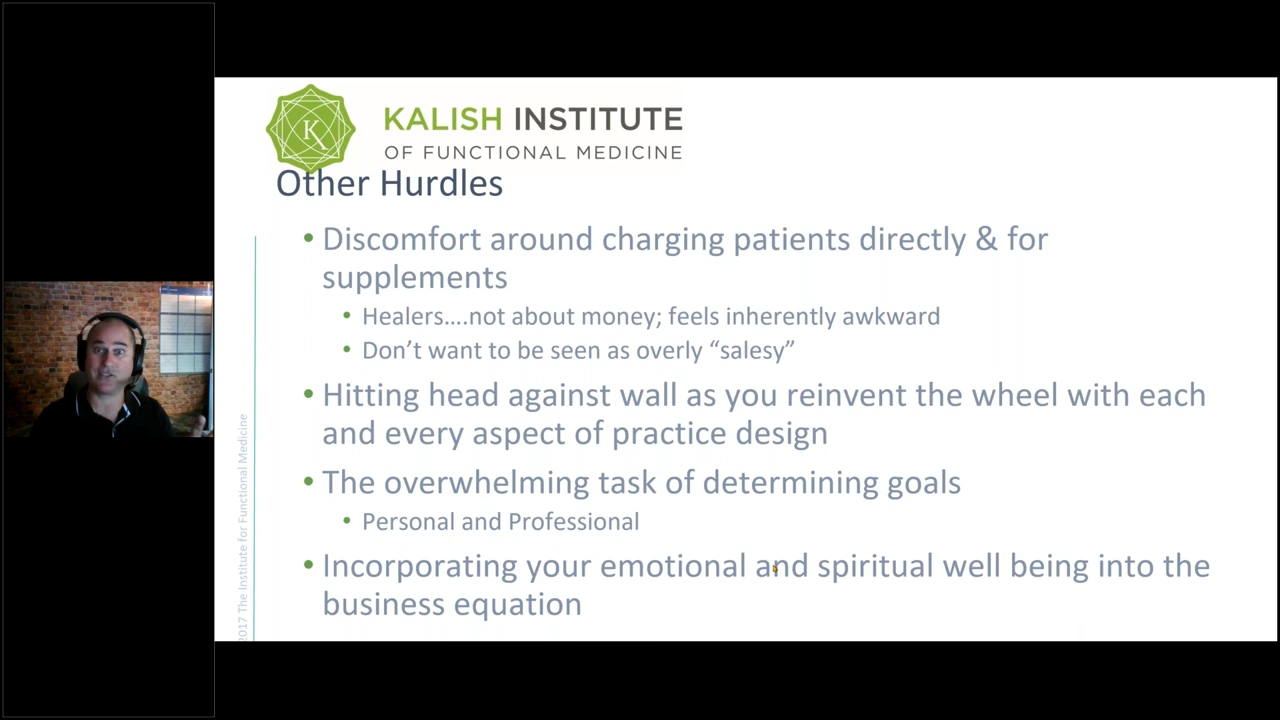 K
KALISH INSTITUTE
OF FUNCTIONAL MEDICINE
Other Hurdles
• Discomfort around charging patients directly & for
supplements
• Healers....not about money; feels inherently awkward
• Don't want to be seen as overly “salesy”
• Hitting head against wall as you reinvent the wheel with each
and every aspect of practice design
• The overwhelming task of determining goals
• Personal and Professional
• Incorporating your emotional and spiritual well being into the
business equation
2017 The Institute for Functional Medicine